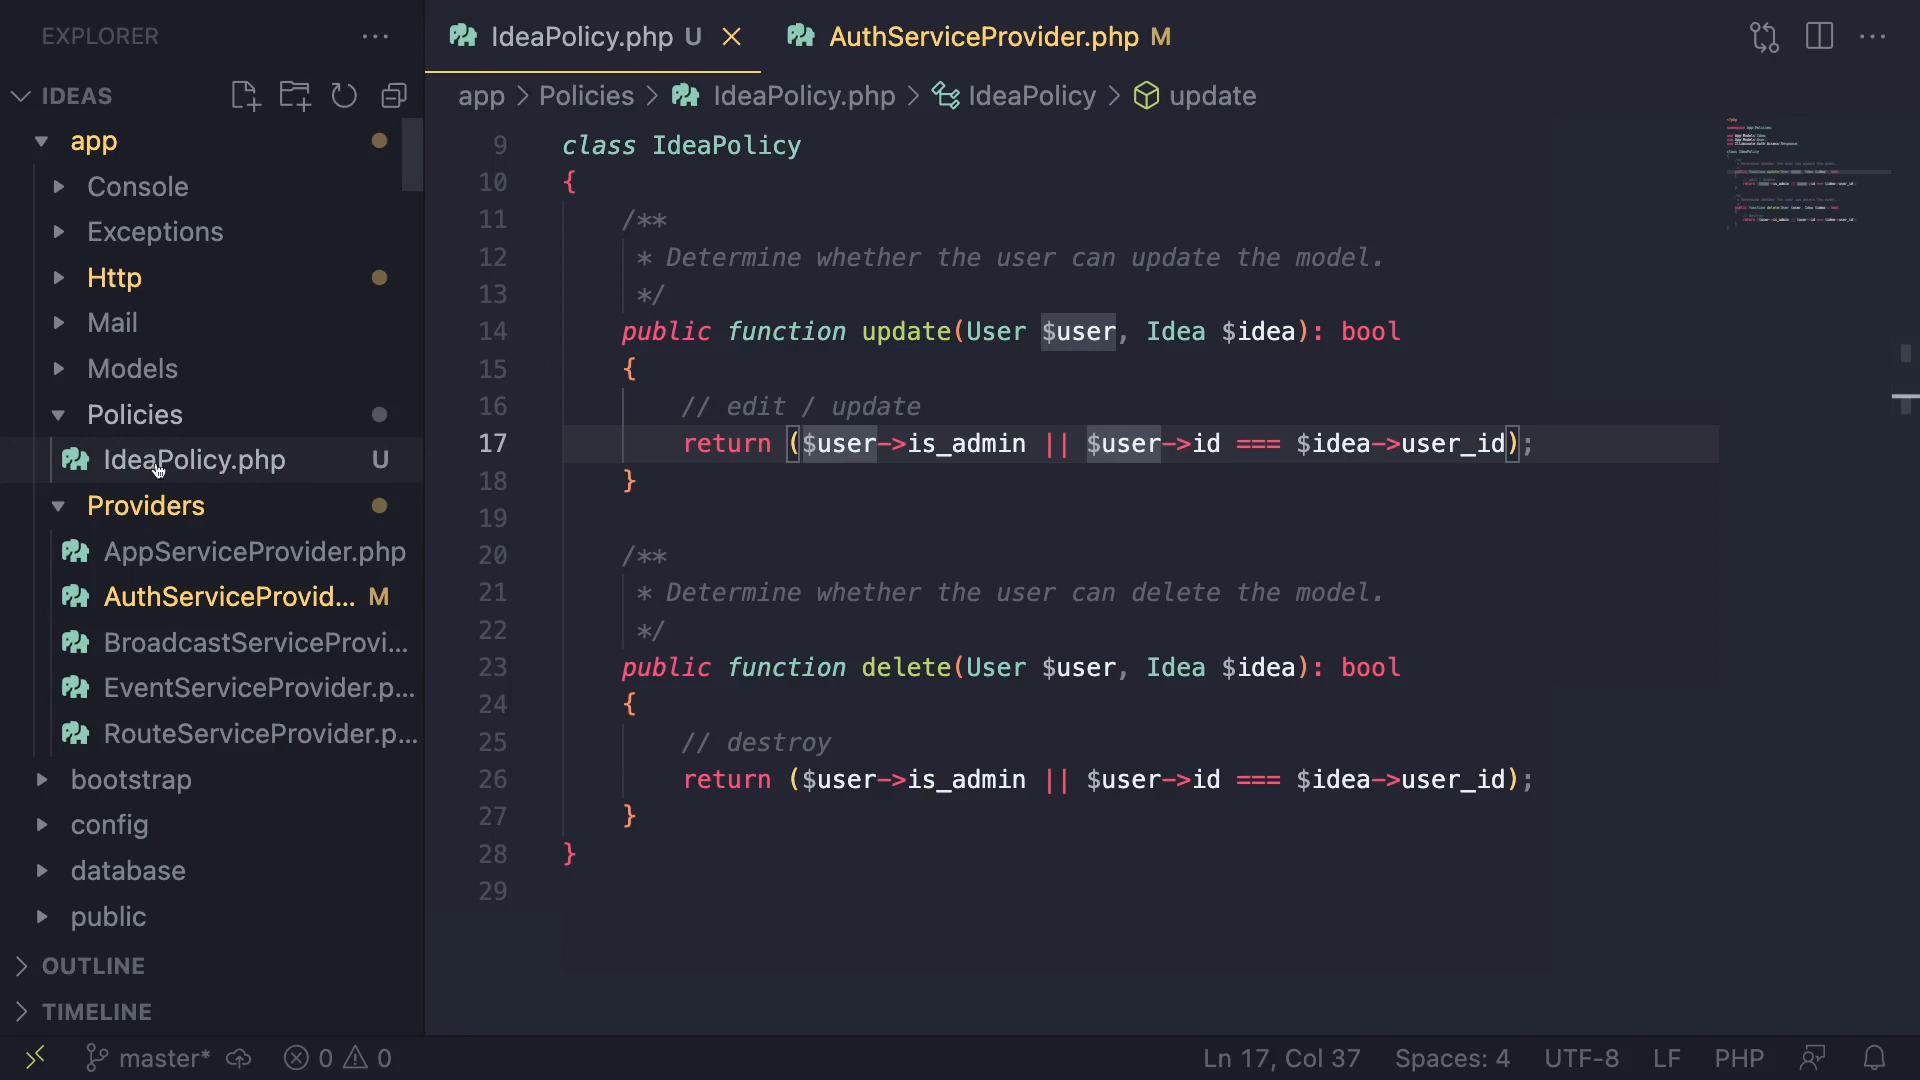 EXPLORER
IDEAS
app
Console
Exceptions
Http
Mail
Models
Policies
IdeaPolicy.php U
Providers
AppServiceProvider.php
AuthServiceProvid... M
BroadcastServiceProvi...
EventServiceProvider.p...
RouteServiceProvider.p...
bootstrap
config
database
public
OUTLINE
TIMELINE
IdeaPolicy.php U
AuthServiceProvider.php M
app > Policies > IdeaPolicy.php > IdeaPolicy > update
9 class IdeaPolicy
10 {
11 /**
12 * Determine whether the user can update the model.
13 */
14 public function update(User $user, Idea $idea): bool
15 {
16 // edit / update
17 return ($user->is_admin || $user->id === $idea->user_id);
18 }
19
20 /**
21 * Determine whether the user can delete the model.
22 */
23 public function delete(User $user, Idea $idea): bool
24 {
25 // destroy
26 return ($user->is_admin || $user->id === $idea->user_id);
27 }
28 }
29
master* 0 0 Ln 17, Col 37 Spaces: 4 UTF-8 LF PHP